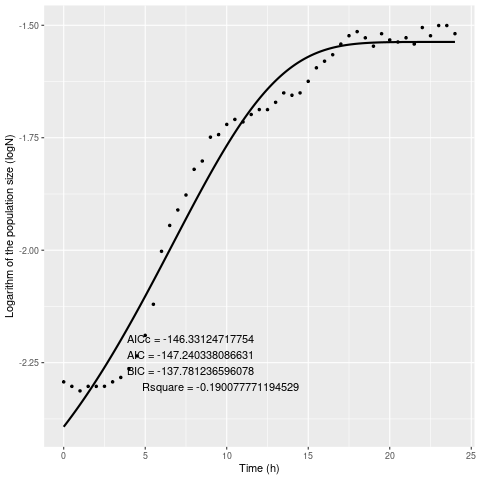 -1.50
-1.75
-2.00
-2.25
Logarithm of the population size (logN)
AICc = -146.33124717754
AIC = -147.240338086631
BIC = -137.781236596078
Rsquare = -0.190077771194529
0
5
10
15
20
25
Time (h)